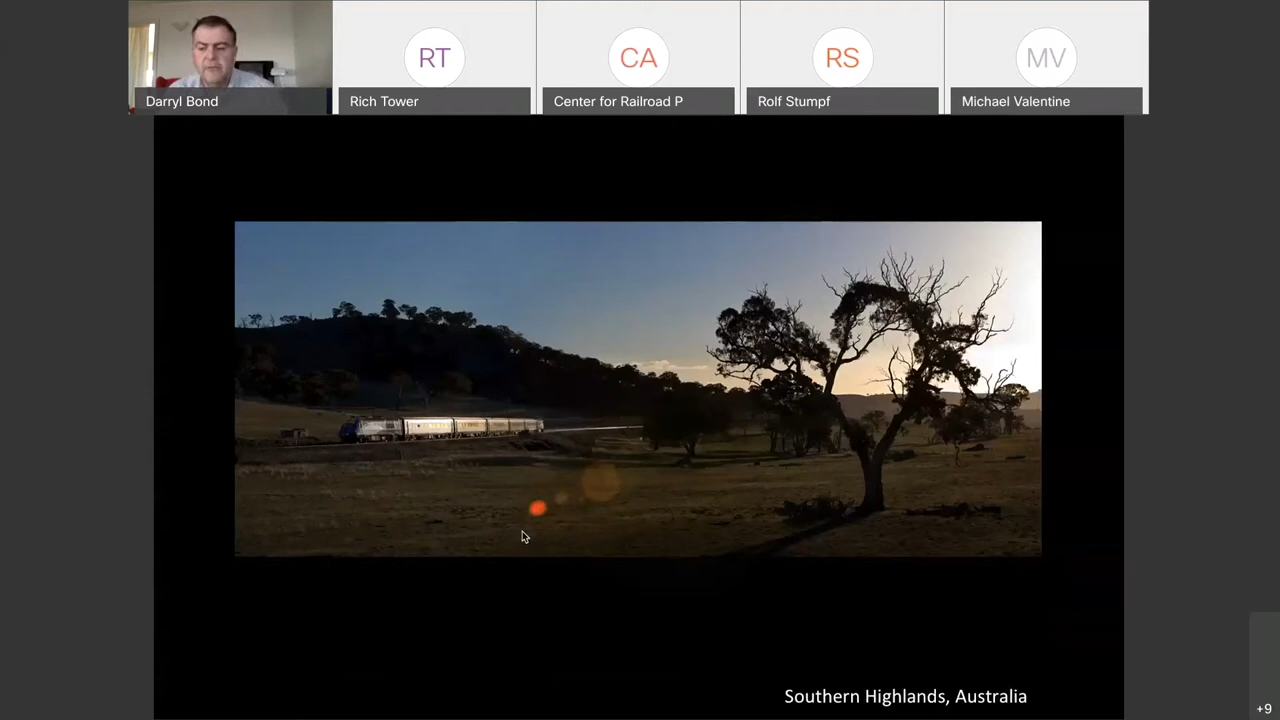 RT
CA
RS
MV
Darryl Bond
Rich Tower
Center for Railroad P
Rolf Stumpf
Michael Valentine
Southern Highlands, Australia
+9